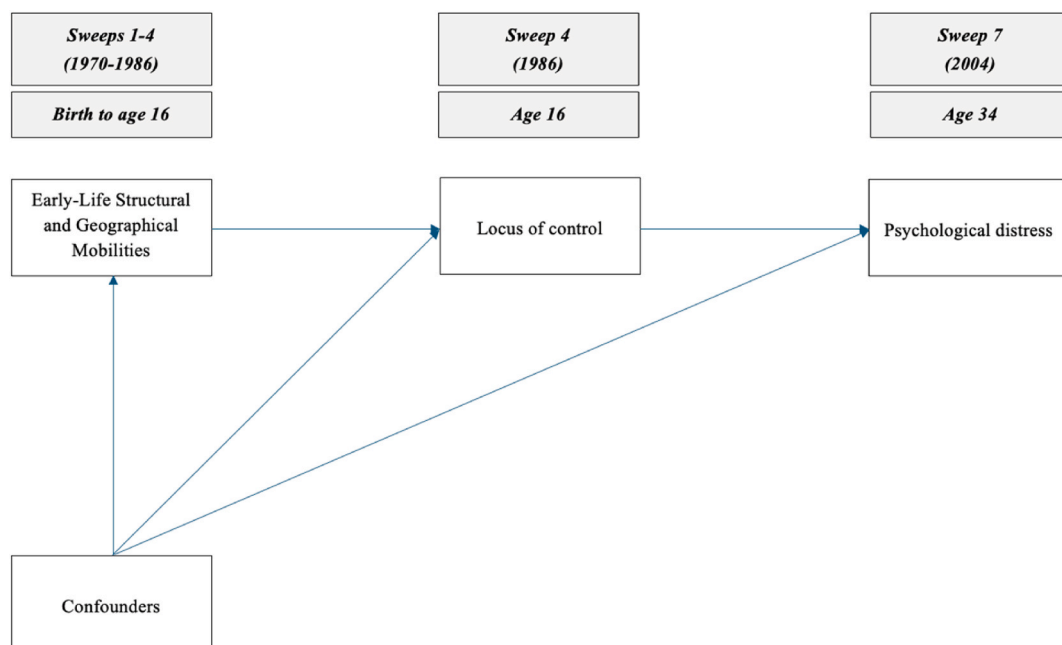 Sweeps 1-4
(1970-1986)
Sweep 4
(1986)
Sweep 7
(2004)
Birth to age 16
Age 16
Age 34
Early-Life Structural
and Geographical
Mobilities
Locus of control
Psychological distress
Confounders